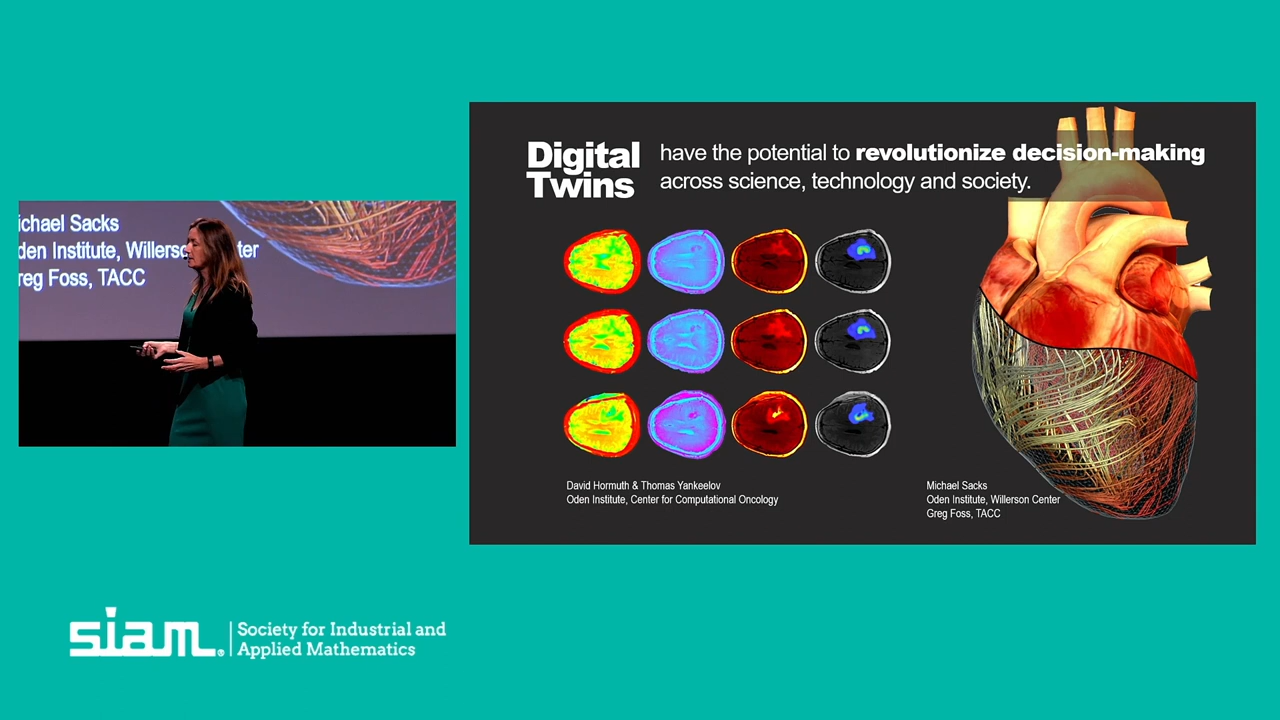 ichael Sacks
den Institute, Willerso ter
reg Foss, TACC
Digital
Twins
have the potential to revolutionize decision-making
across science, technology and society.
David Hormuth & Thomas Yankeelov
Oden Institute, Center for Computational Oncology
Michael Sacks
Oden Institute, Willerson Center
Greg Foss, TACC
siam®
Society for Industrial and
Applied Mathematics